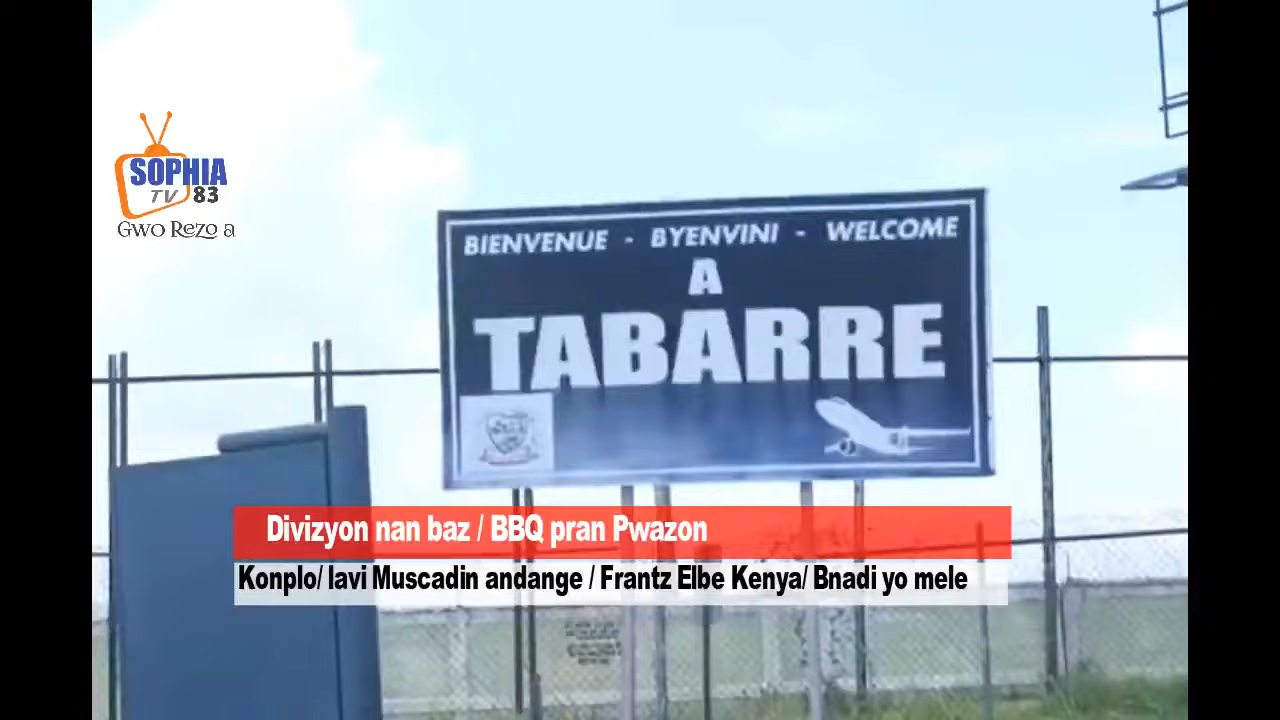 SOPHIA
TV 83
Gwo Rezo a
BIENVENUE - BYENVINI - WELCOME
A
TABARRE
Divizyon nan baz / BBQ pran Pwazon
Konplo/ lavi Muscadin andange / Frantz Elbe Kenya/ Bnadi yo mele